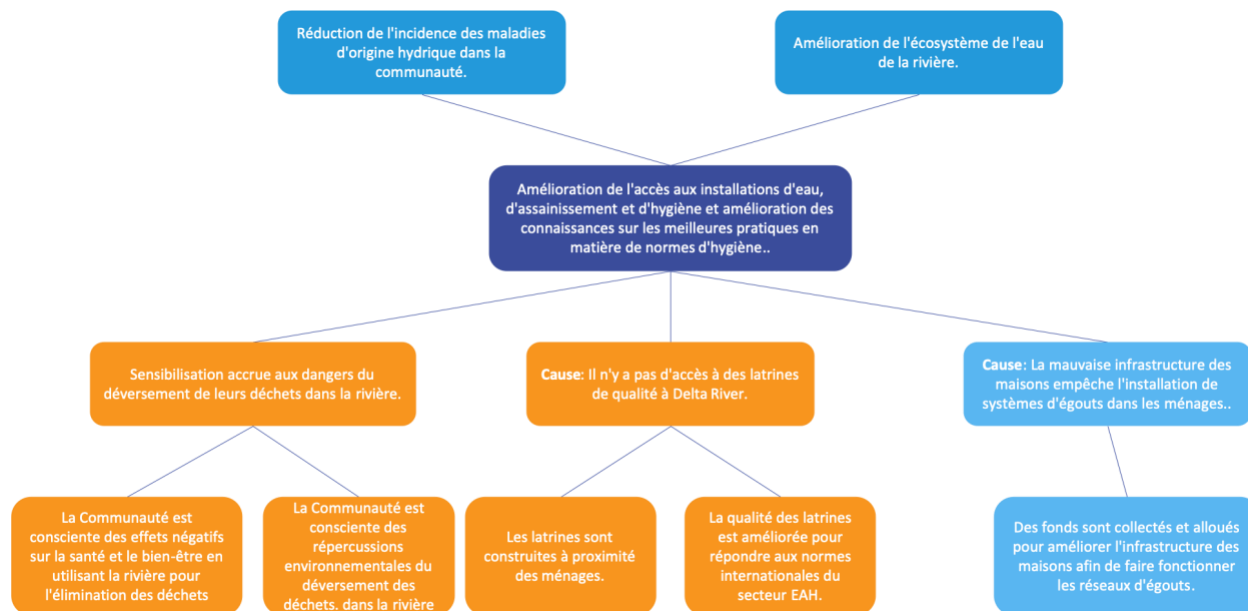 Réduction de l'incidence des maladies
d'origine hydrique dans la
communauté.
Amélioration de l'écosystème de l'eau
de la rivière.
Amélioration de l'accès aux installations d'eau,
d'assainissement et d'hygiène et amélioration des
connaissances sur les meilleures pratiques en
matière de normes d'hygiène..
Sensibilisation accrue aux dangers du
déversement de leurs déchets dans la rivière.
Cause: Il n'y a pas d'accès à des latrines
de qualité à Delta River.
Cause: La mauvaise infrastructure des
maisons empêche l'installation de
systèmes d'égouts dans les ménages..
La Communauté est
consciente des effets négatifs
sur la santé et le bien-être en
utilisant la rivière pour
l'élimination des déchets
La Communauté est
consciente des
répercussions
environnementales du
déversement des
déchets. dans la rivière
Les latrines sont
construites à proximité
des ménages.
La qualité des latrines
est améliorée pour
répondre aux normes
internationales du
secteur EAH.
Des fonds sont collectés et alloués
pour améliorer l'infrastructure des
maisons afin de faire fonctionner
les réseaux d'égouts.